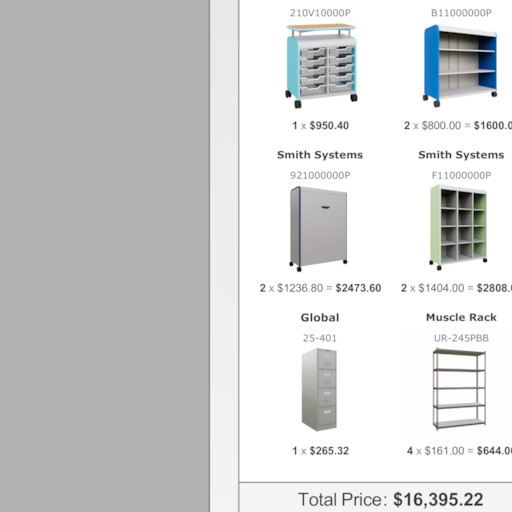 210V10000P B11000000P
1 x $950.40 2 x $800.00 = $1600.0
Smith Systems Smith Systems
921000000P F11000000P
2 x $1236.80 = $2473.60 2 x $1404.00 = $2808.
Global Muscle Rack
25-401 UR-245PBB
1 x $265.32 4 x $161.00 = $644.0
Total Price: $16,395.22